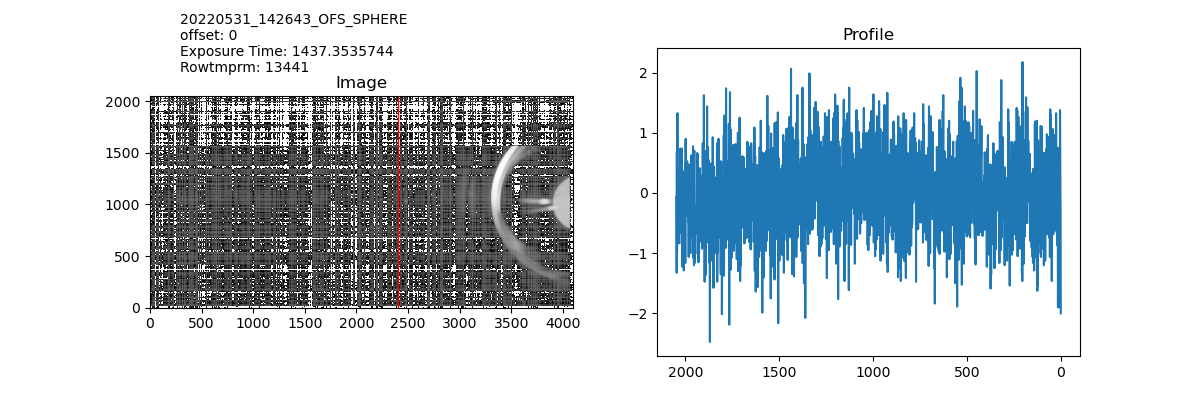 20220531_142643_OFS_SPHERE
offset: 0
Exposure Time: 1437.3535744
Rowtmprm: 13441
Image
2000
1500
1000
500
0
0 500 1000 1500 2000 2500 3000 3500 4000
Profile
2
1
0
−1
−2
2000 1500 1000 500 0